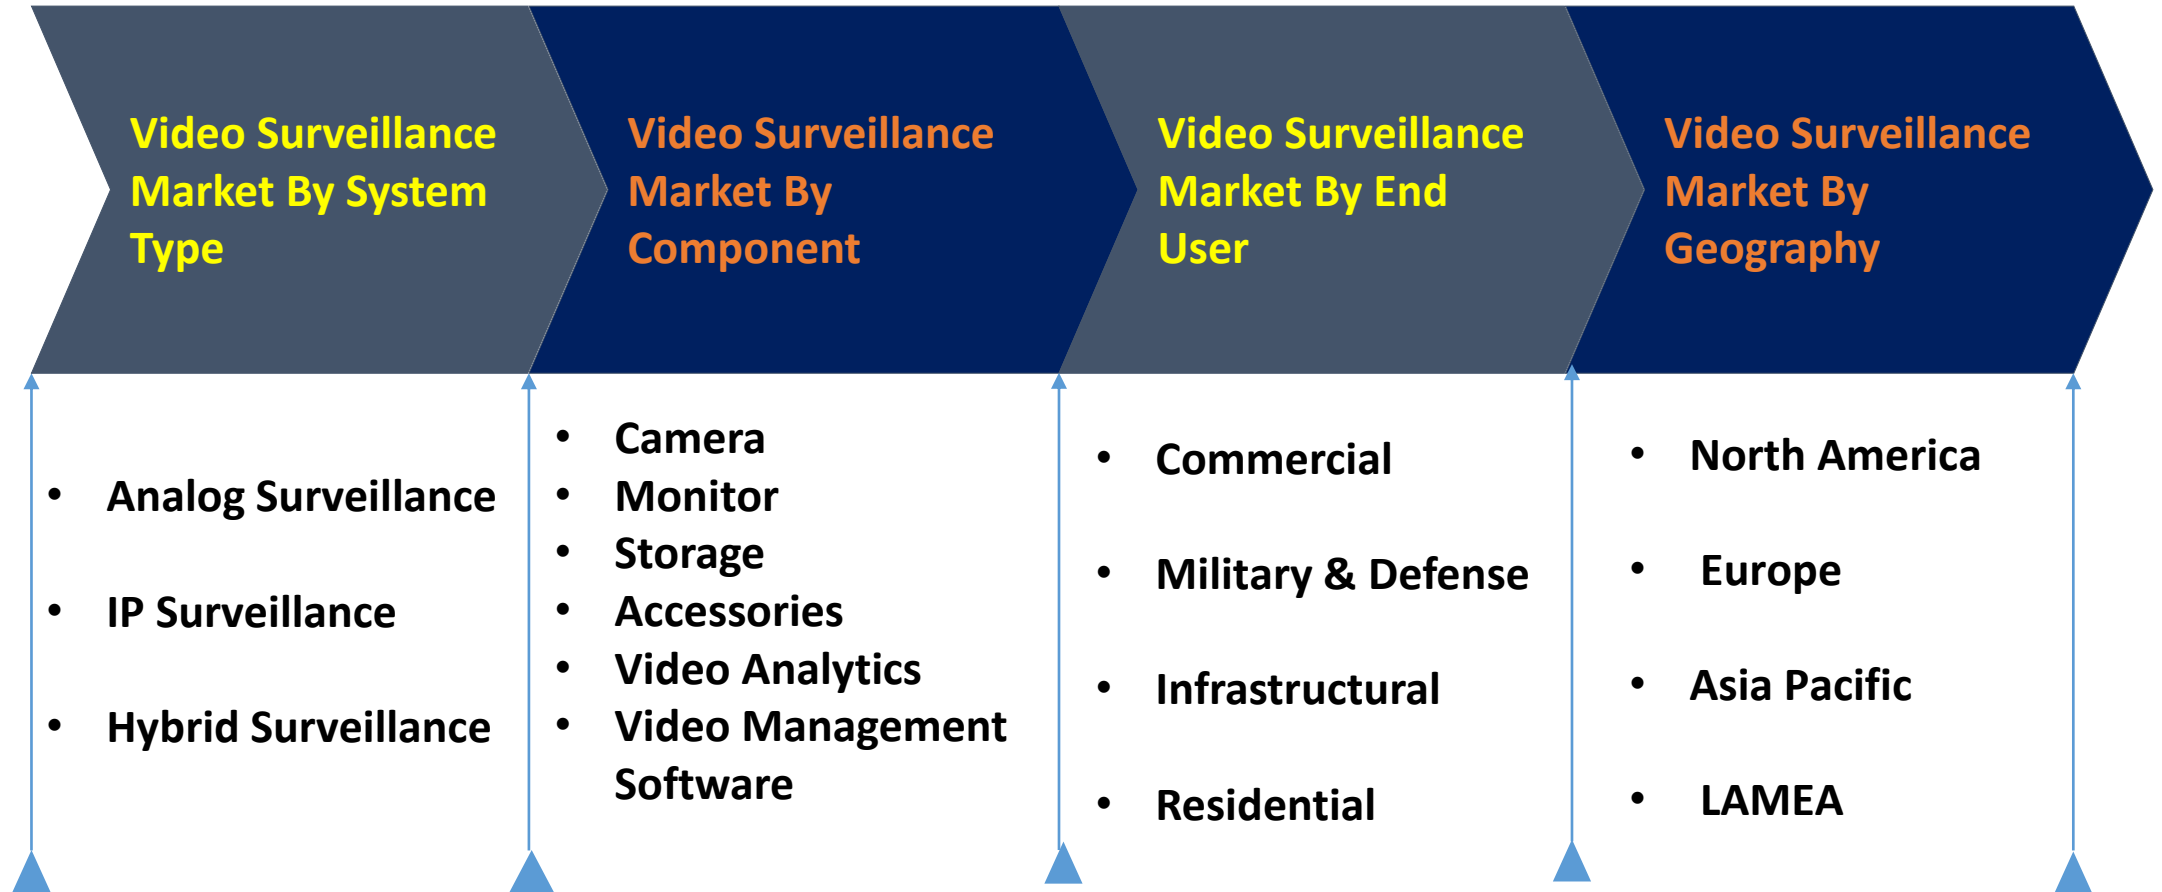 Video Surveillance
Market By System
Type
Video Surveillance
Market By
Component
Video Surveillance
Market By End
User
Video Surveillance
Market By
Geography
• Analog Surveillance
• IP Surveillance
• Hybrid Surveillance
• Camera
• Monitor
• Storage
• Accessories
• Video Analytics
• Video Management
Software
• Commercial
• Military & Defense
• Infrastructural
• Residential
• North America
• Europe
• Asia Pacific
• LAMEA